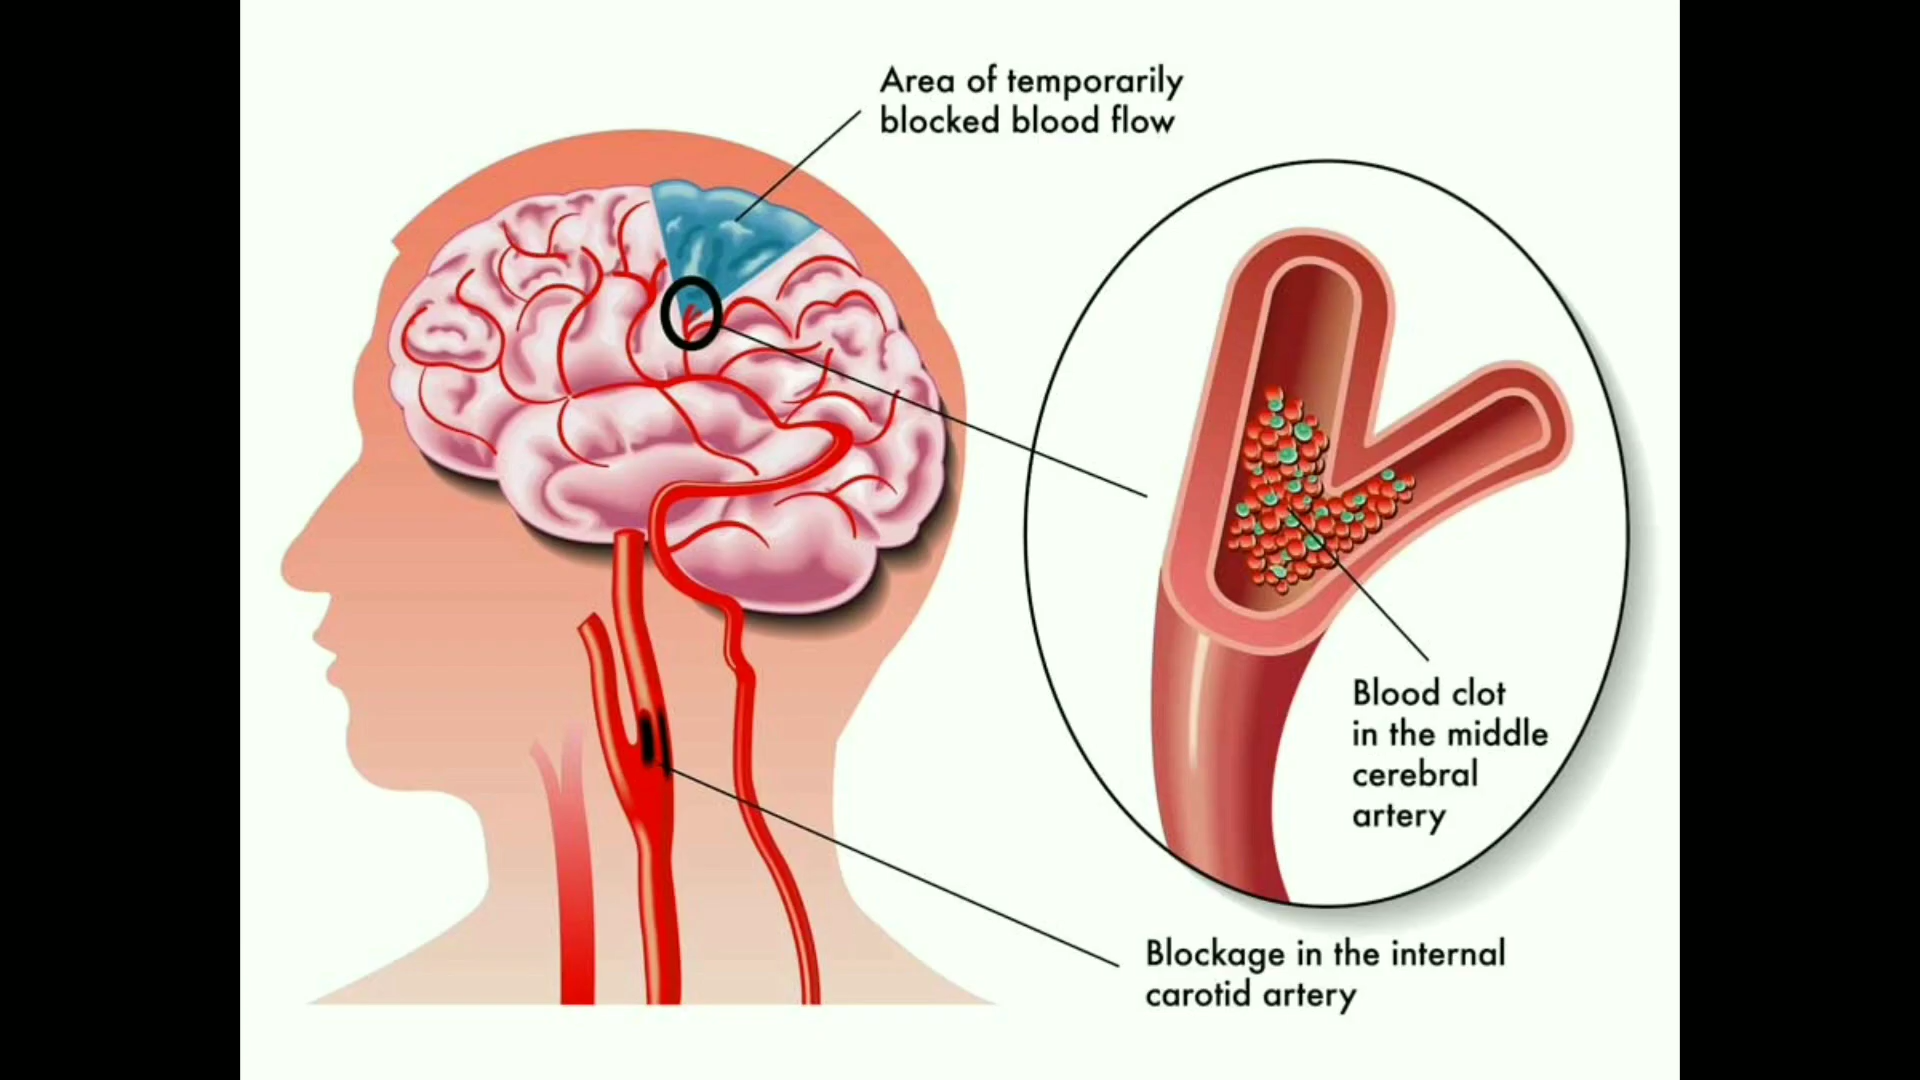 Area of temporarily
blocked blood flow
Blood clot
in the middle
cerebral
artery
Blockage in the internal
carotid artery